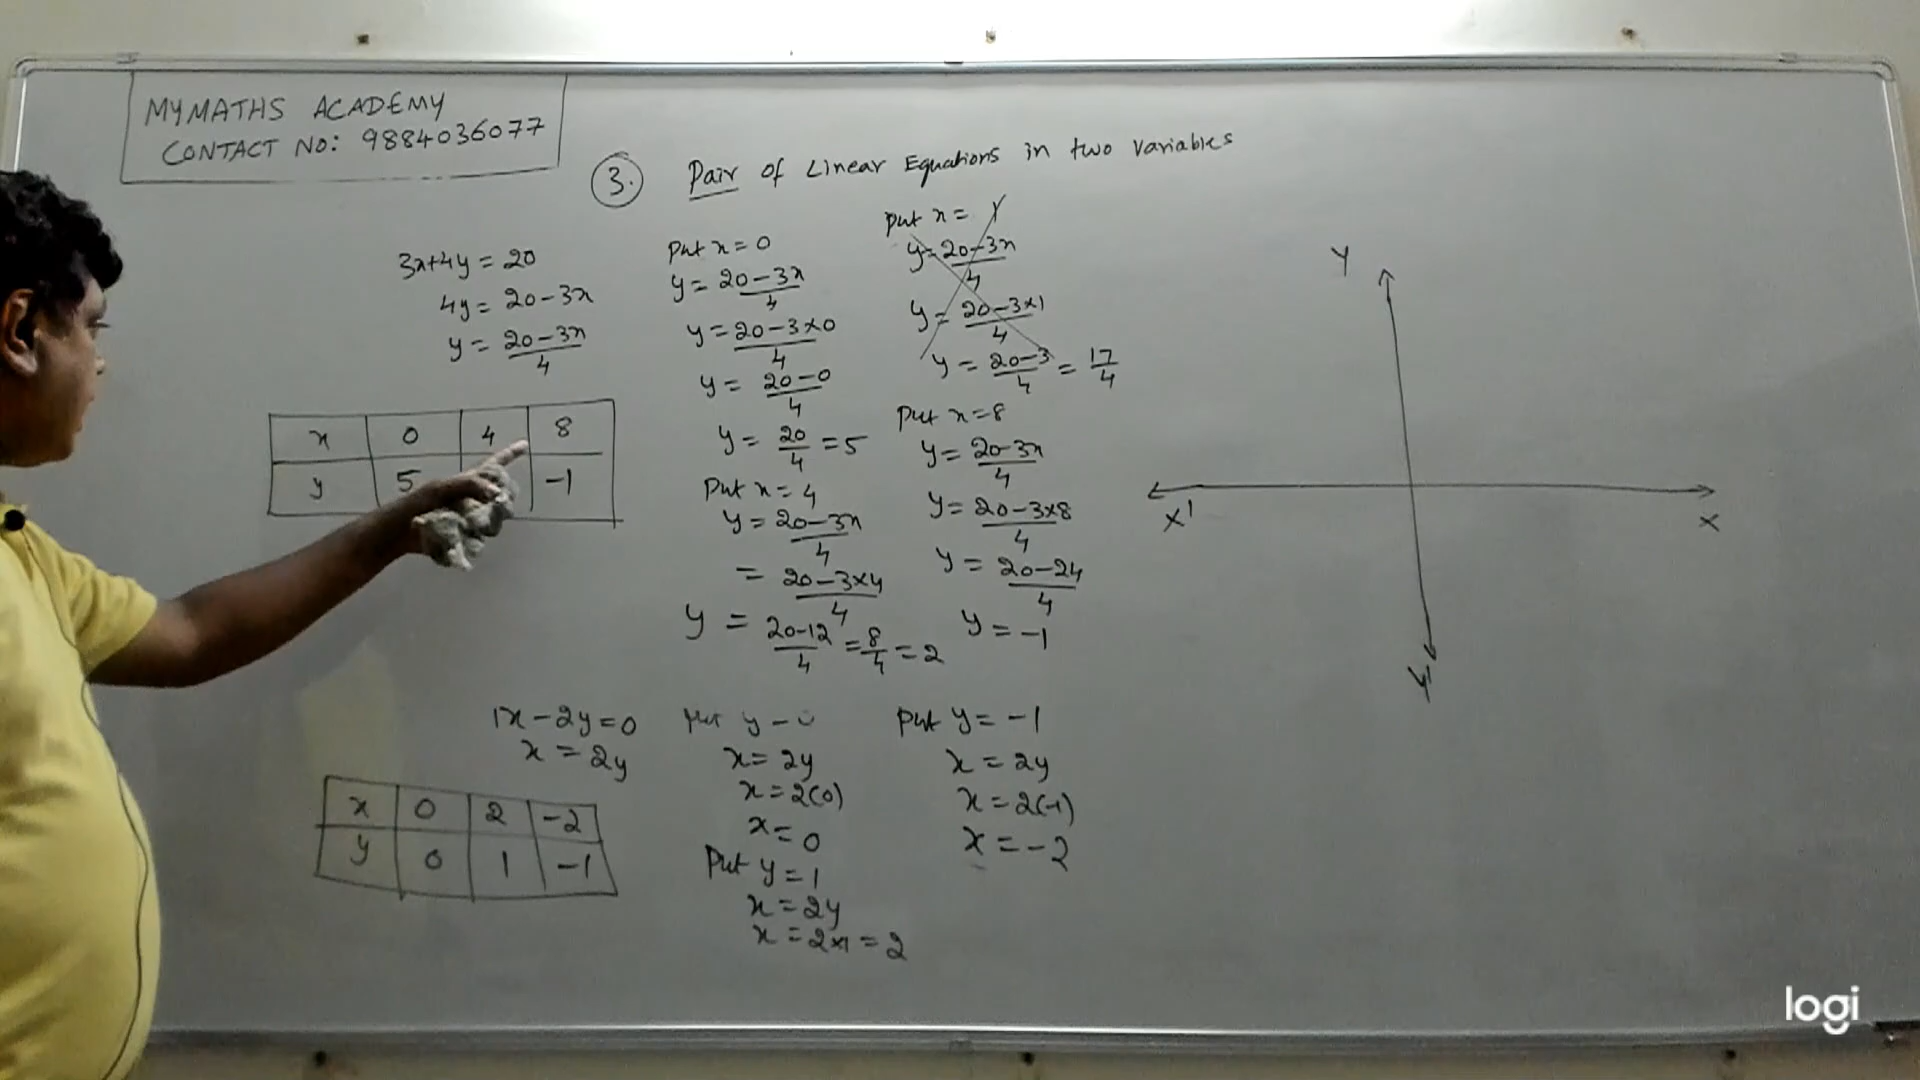 MYMATHS ACADEMY
CONTACT NO: 9884036077
3. Pair of Linear Equations in two variables
3x+4y = 20
4y = 20-3x
y = 20-3x/4
x 0 4 8
y 5 -1
Put x = 0
y = 20-3x/4
y = 20-3×0/4
y = 20-0/4
y = 20/4 = 5
Put x = 4
y = 20-3x/4
= 20-3×4/4
y = 20-12/4 = 8/4 = 2
Put x = 1
y = 20-3x/4
y = 20-3×1/4
y = 20-3/4 = 17/4
Put x = 8
y = 20-3x/4
y = 20-3×8/4
y = 20-24/4
y = -1
Y
X'
X
Y'
1x-2y=0
x = 2y
x 0 2 -2
y 0 1 -1
Put y = 0
x = 2y
x = 2(0)
x = 0
Put y = 1
x = 2y
x = 2×1 = 2
Put y = -1
x = 2y
x = 2(-1)
x = -2
logi